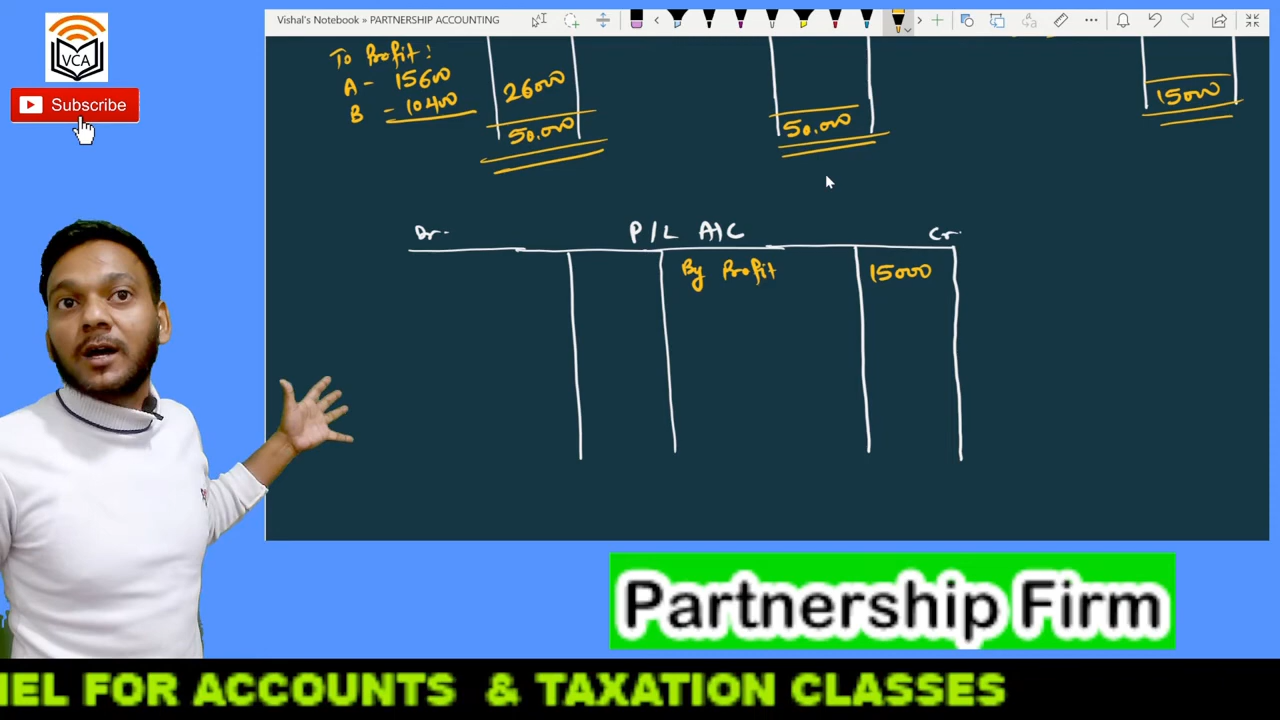 Vishal's Notebook » PARTNERSHIP ACCOUNTING
VCA
Subscribe
To Profit :
A - 15600
B - 10400
26000
50.000
50.000
15000
Dr.
P/L A/C
Cr.
By Profit
15000
Partnership Firm
NEL FOR ACCOUNTS & TAXATION CLASSES